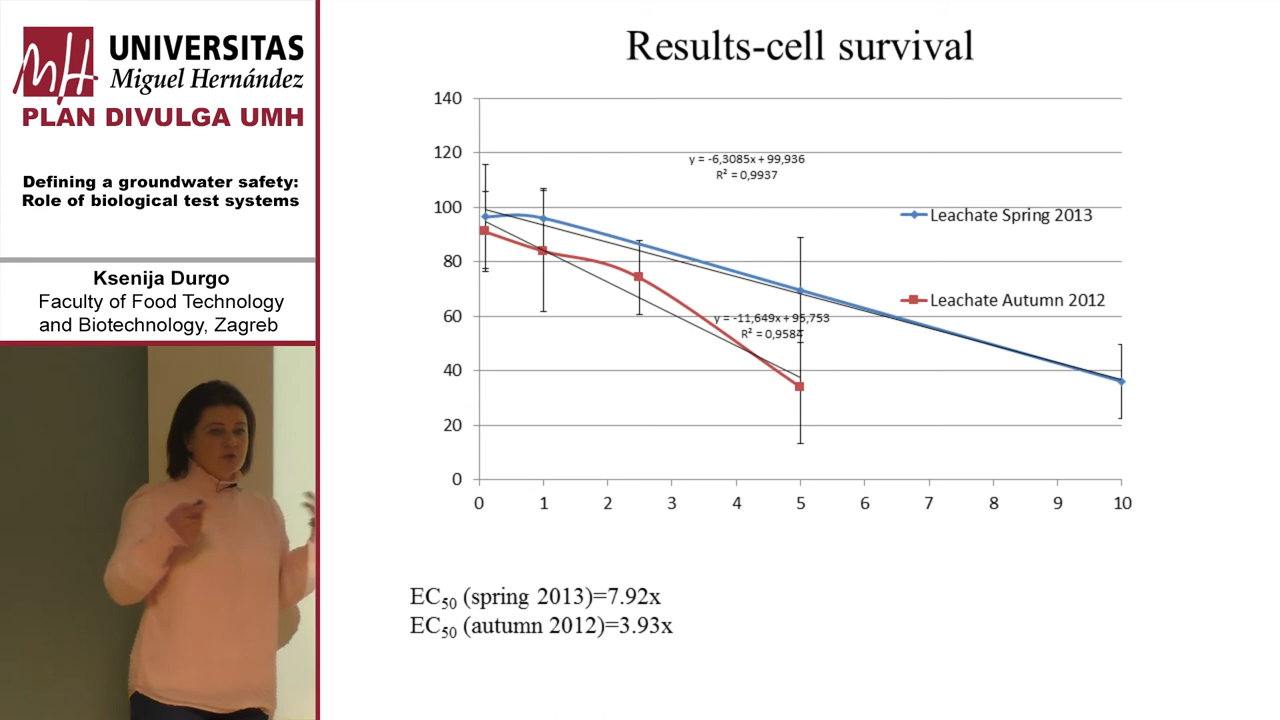 UNIVERSITAS
Miguel Hernández
PLAN DIVULGA UMH
Defining a groundwater safety:
Role of biological test systems
Ksenija Durgo
Faculty of Food Technology
and Biotechnology, Zagreb
Results-cell survival
140
120
100
80
60
40
20
0
y = -6,3085x + 99,936
R² = 0,9937
Leachate Spring 2013
Leachate Autumn 2012
y = -11,649x + 95,753
R² = 0,9584
0 1 2 3 4 5 6 7 8 9 10
EC₅₀ (spring 2013)=7.92x
EC₅₀ (autumn 2012)=3.93x